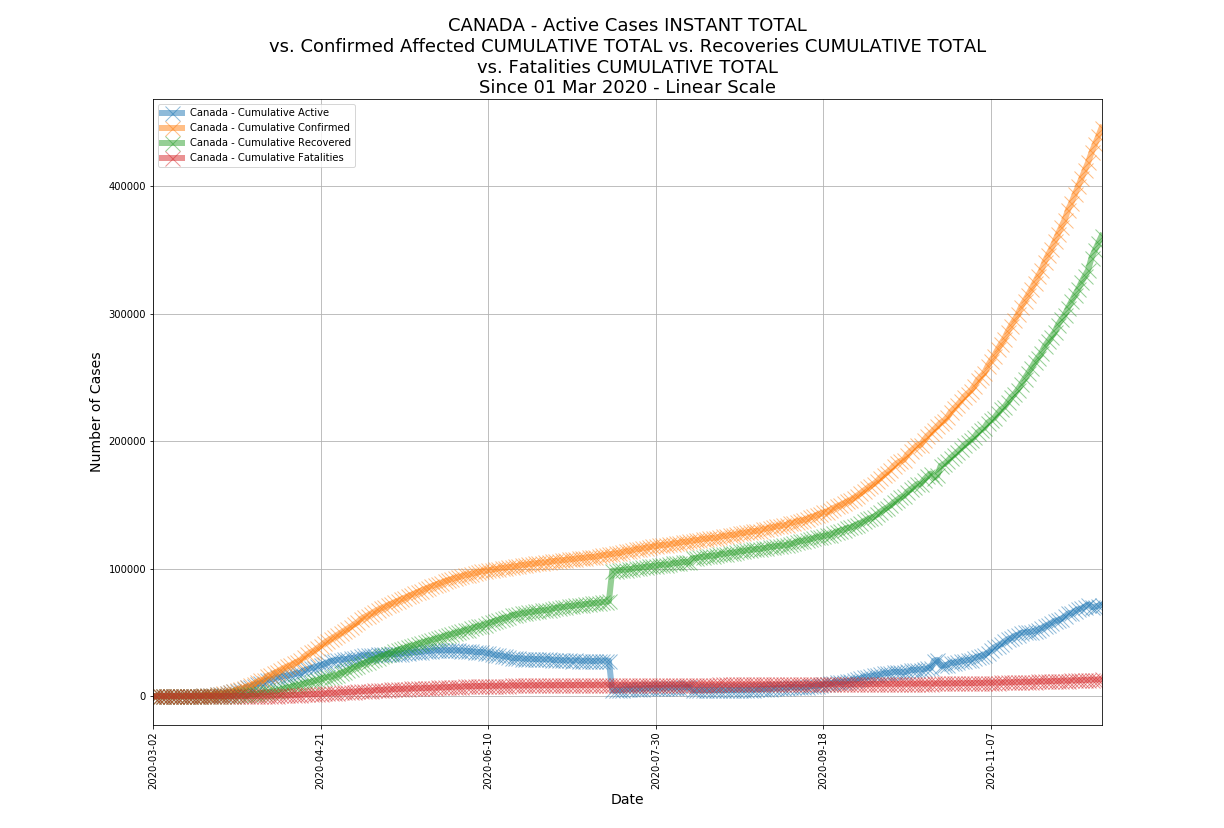 CANADA - Active Cases INSTANT TOTAL
vs. Confirmed Affected CUMULATIVE TOTAL vs. Recoveries CUMULATIVE TOTAL
vs. Fatalities CUMULATIVE TOTAL
Since 01 Mar 2020 - Linear Scale
Canada - Cumulative Active
Canada - Cumulative Confirmed
Canada - Cumulative Recovered
Canada - Cumulative Fatalities
400000
300000
200000
100000
0
Number of Cases
2020-03-02
2020-04-21
2020-06-10
2020-07-30
2020-09-18
2020-11-07
Date